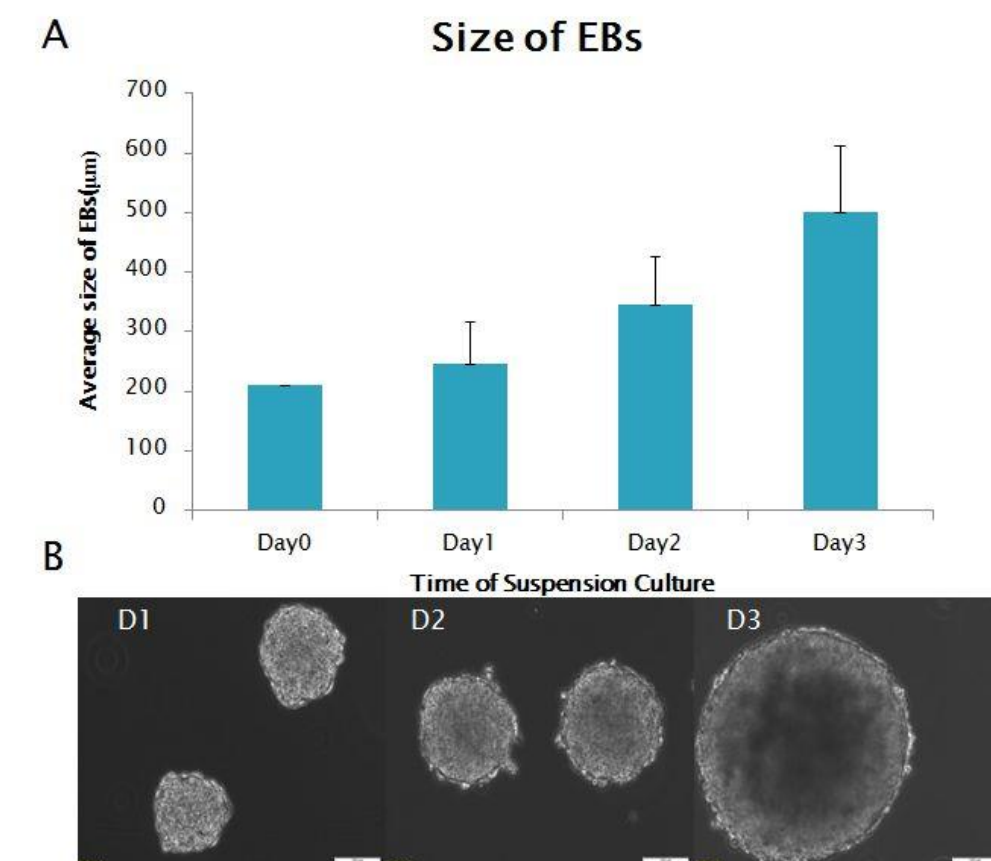 A
Size of EBs
Average size of EBs(μm)
700
600
500
400
300
200
100
0
Day0 Day1 Day2 Day3
Time of Suspension Culture
B
D1 D2 D3